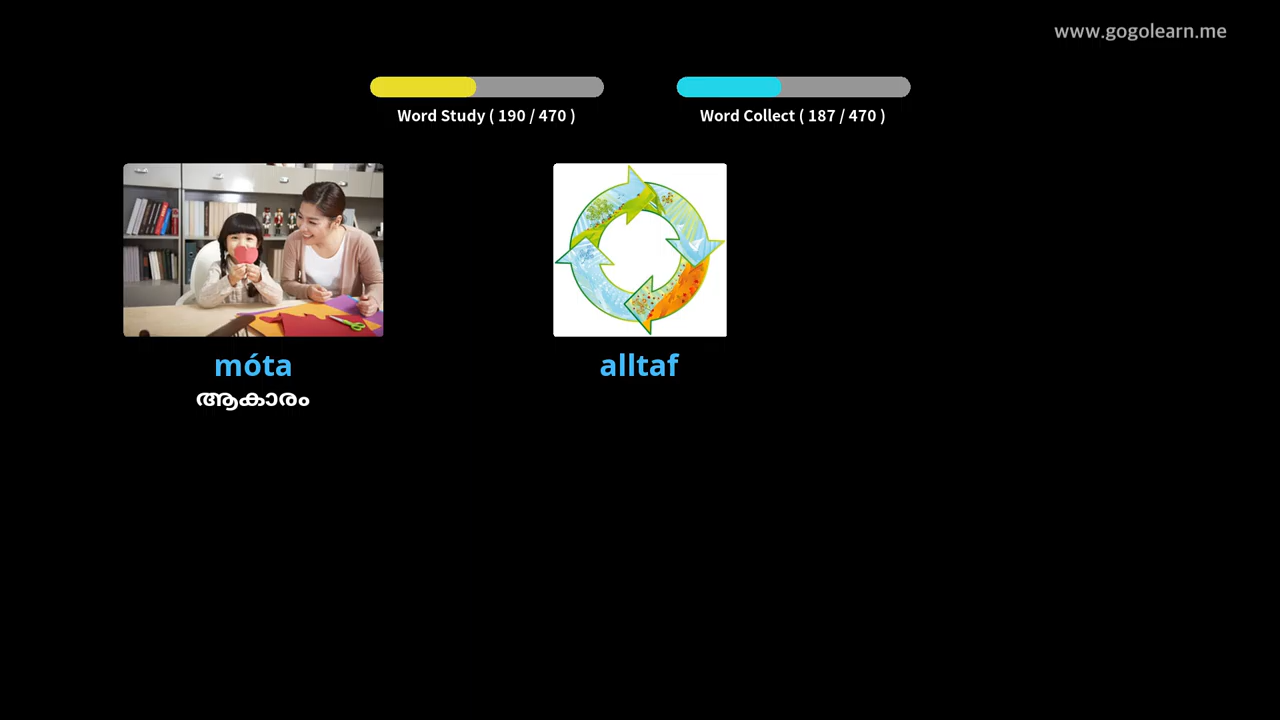 www.gogolearn.me
Word Study ( 190 / 470 )
Word Collect ( 187 / 470 )
móta
ആകാരം
alltaf